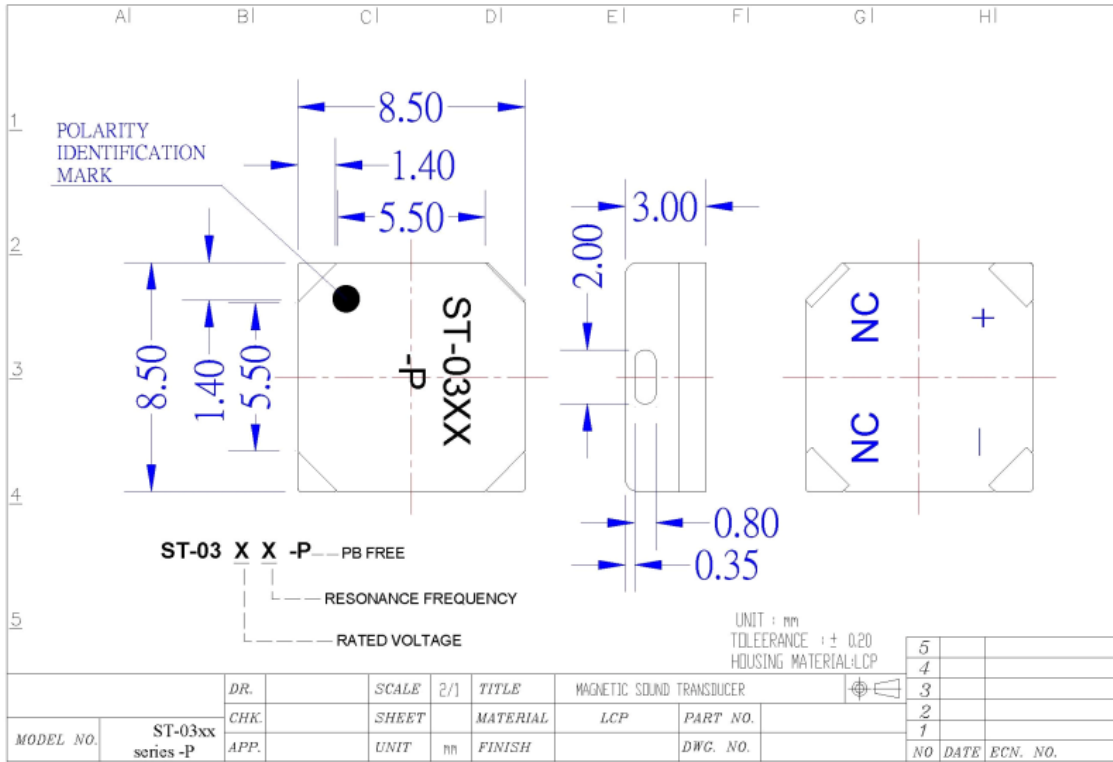 A B C D E F G H
1
2
3
4
5
POLARITY
IDENTIFICATION
MARK
8.50
1.40
5.50
8.50
1.40
5.50
ST-03XX
-P
3.00
2.00
0.80
0.35
NC
+
NC
–
ST-03 X X -P PB FREE
RESONANCE FREQUENCY
RATED VOLTAGE
UNIT : mm
TOLEERANCE : ± 0.20
HOUSING MATERIAL:LCP
DR. SCALE 2/1 TITLE MAGNETIC SOUND TRANSDUCER
CHK. SHEET MATERIAL LCP PART NO.
MODEL NO. ST-03xx
series -P
APP. UNIT mm FINISH DWG. NO.
5
4
3
2
1
NO DATE ECN. NO.